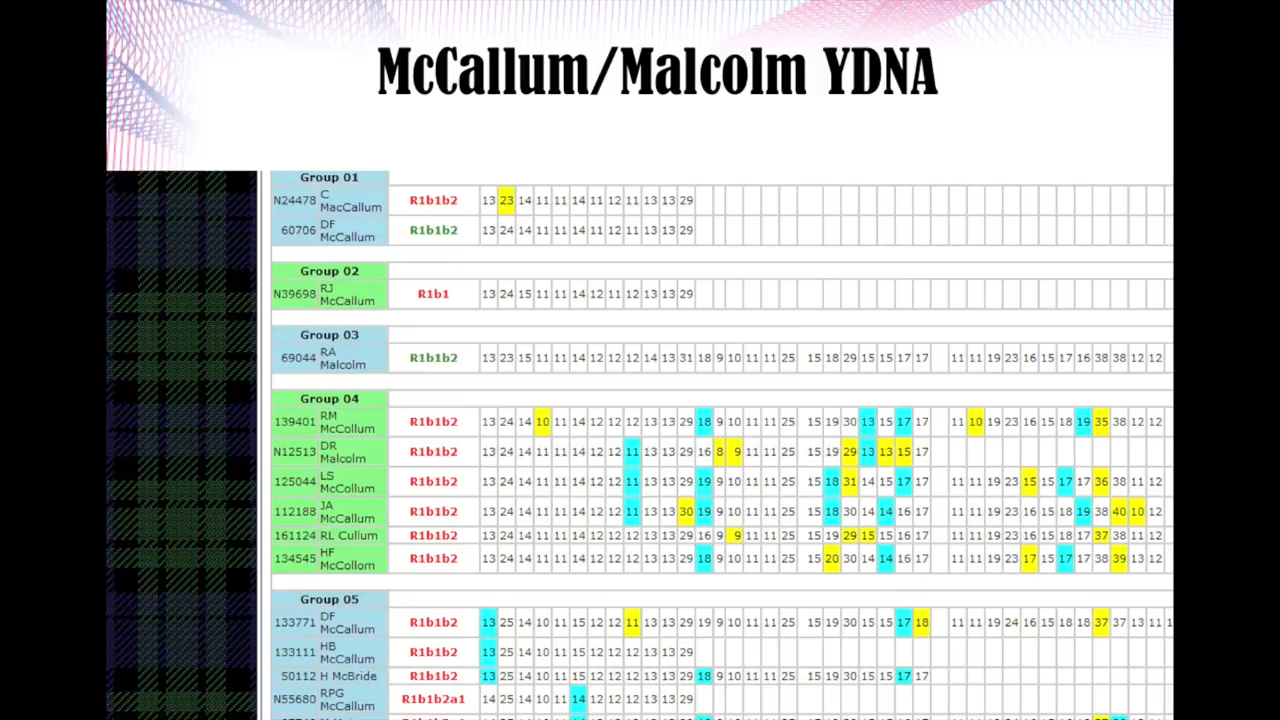 McCallum/Malcolm YDNA
Group 01
N24478 C MacCallum R1b1b2 13 23 14 11 11 14 11 12 11 13 13 29
60706 DF McCallum R1b1b2 13 24 14 11 11 14 11 12 11 13 13 29
Group 02
N39698 RJ McCallum R1b1 13 24 15 11 11 14 12 11 12 13 13 29
Group 03
69044 RA Malcolm R1b1b2 13 23 15 11 11 14 12 12 12 14 13 31 18 9 10 11 11 25 15 18 29 15 15 17 17 11 11 19 23 16 15 17 16 38 38 12 12
Group 04
139401 RM McCollum R1b1b2 13 24 14 10 11 14 12 12 12 13 13 29 18 9 10 11 11 25 15 19 30 13 15 17 17 11 10 19 23 16 15 18 19 35 38 12 12
N12513 DR Malcolm R1b1b2 13 24 14 11 11 14 12 12 11 13 13 29 16 8 9 11 11 25 15 19 29 13 13 15 17
125044 LS McCollum R1b1b2 13 24 14 11 11 14 12 12 11 13 13 29 19 9 10 11 11 25 15 18 31 14 15 17 17 11 11 19 23 15 15 17 17 36 38 11 12
112188 JA McCallum R1b1b2 13 24 14 11 11 14 12 12 11 13 13 30 19 9 10 11 11 25 15 18 30 14 14 16 17 11 11 19 23 16 15 18 19 38 40 10 12
161124 RL Cullum R1b1b2 13 24 14 11 11 14 12 12 12 13 13 29 16 9 9 11 11 25 15 19 29 15 15 16 17 11 11 19 23 16 15 18 17 37 38 11 12
134545 HF McCollom R1b1b2 13 24 14 11 11 14 12 12 12 13 13 29 18 9 10 11 11 25 15 20 30 14 14 16 17 11 11 19 23 17 15 17 17 38 39 13 12
Group 05
133771 DF McCallum R1b1b2 13 25 14 10 11 15 12 12 11 13 13 29 19 9 10 11 11 25 15 19 30 15 15 17 18 11 11 19 24 16 15 18 18 37 37 13 11 1
133111 HB McCallum R1b1b2 13 25 14 10 11 15 12 12 12 13 13 29
50112 H McBride R1b1b2 13 25 14 10 11 15 12 12 12 13 13 29 18 9 10 11 11 25 15 19 30 15 15 17 17
N55680 RPG McCallum R1b1b2a1 14 25 14 10 11 14 12 12 12 13 13 29